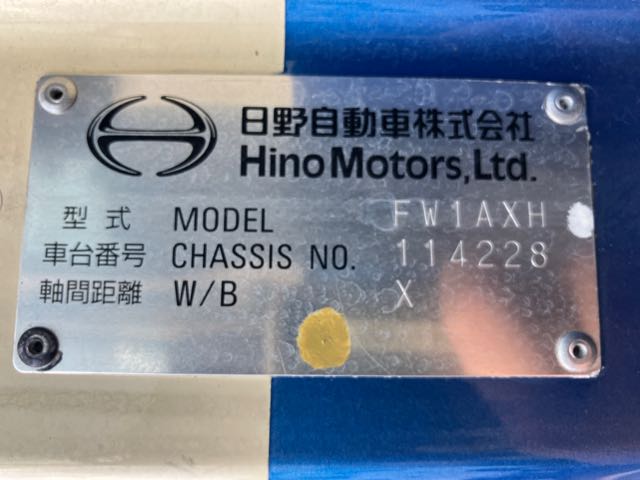 日野自動車株式会社
Hino Motors, Ltd.
型式 MODEL FW1AXH
車台番号 CHASSIS NO. 114228
軸間距離 W/B X